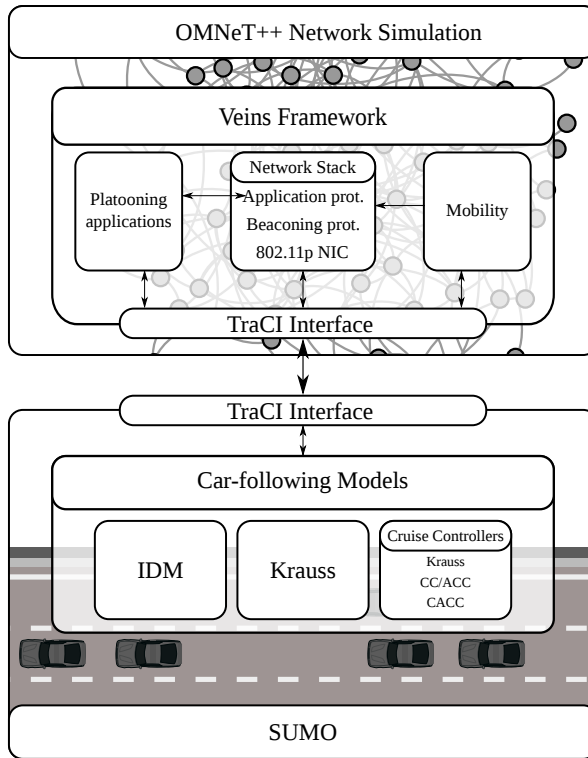 OMNeT++ Network Simulation
Veins Framework
Platooning
applications
Network Stack
Application prot.
Beaconing prot.
802.11p NIC
Mobility
TraCI Interface
TraCI Interface
Car-following Models
IDM
Krauss
Cruise Controllers
Krauss
CC/ACC
CACC
SUMO